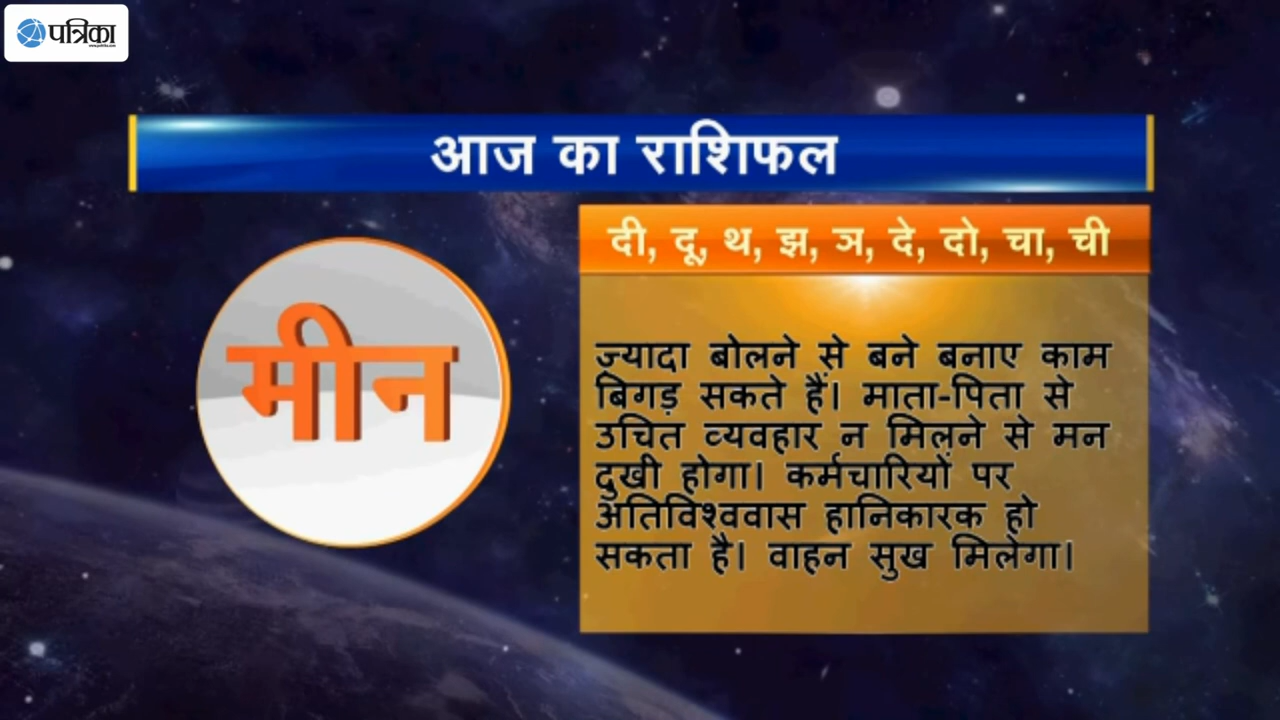 पत्रिका
आज का राशिफल
दी, दू, थ, झ, ञ, दे, दो, चा, ची
मीन
ज़्यादा बोलने से बने बनाए काम
बिगड़ सकते हैं। माता-पिता से
उचित व्यवहार न मिलने से मन
दुखी होगा। कर्मचारियों पर
अतिविश्ववास हानिकारक हो
सकता है। वाहन सुख मिलेगा।